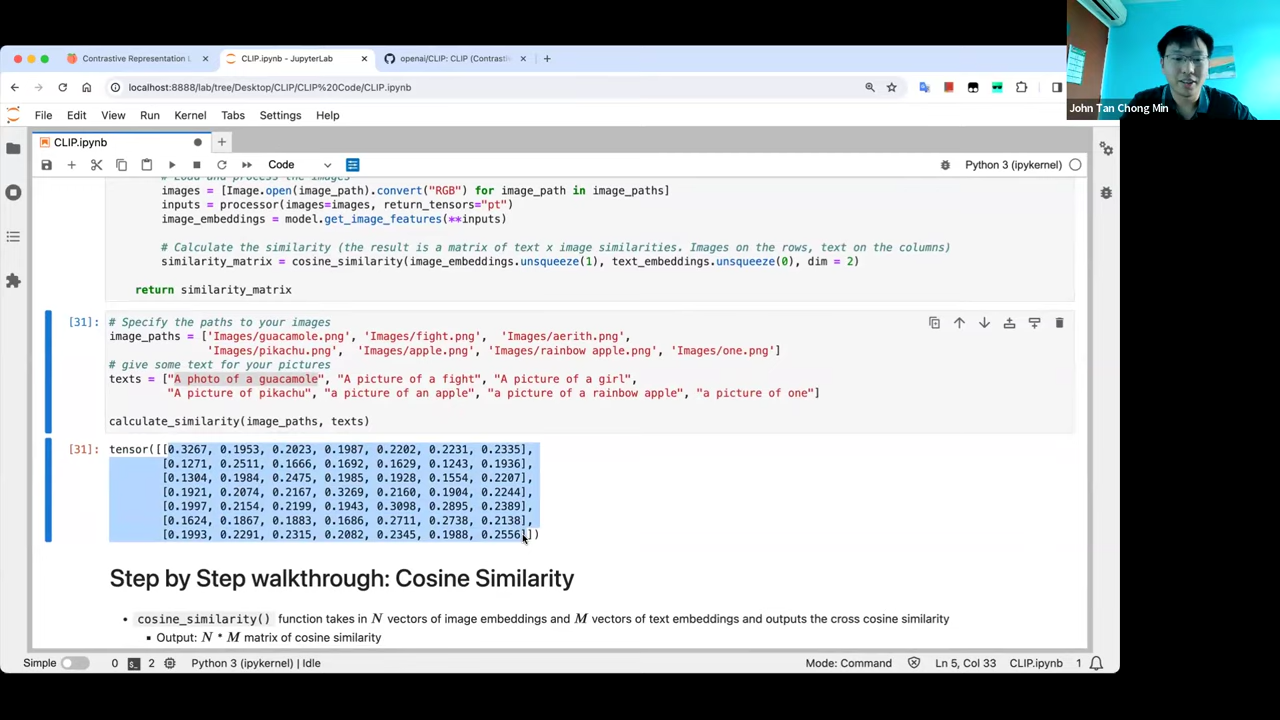 Contrastive Representation L
CLIP.ipynb - JupyterLab
openai/CLIP: CLIP (Contrastiv
localhost:8888/lab/tree/Desktop/CLIP/CLIP%20Code/CLIP.ipynb
John Tan Chong Min
File Edit View Run Kernel Tabs Settings Help
CLIP.ipynb
Code
Python 3 (ipykernel)
# Load and process the images
images = [Image.open(image_path).convert("RGB") for image_path in image_paths]
inputs = processor(images=images, return_tensors="pt")
image_embeddings = model.get_image_features(**inputs)
# Calculate the similarity (the result is a matrix of text x image similarities. Images on the rows, text on the columns)
similarity_matrix = cosine_similarity(image_embeddings.unsqueeze(1), text_embeddings.unsqueeze(0), dim = 2)
return similarity_matrix
[31]: # Specify the paths to your images
image_paths = ['Images/guacamole.png', 'Images/fight.png', 'Images/aerith.png',
'Images/pikachu.png', 'Images/apple.png', 'Images/rainbow apple.png', 'Images/one.png']
# give some text for your pictures
texts = ["A photo of a guacamole", "A picture of a fight", "A picture of a girl",
"A picture of pikachu", "a picture of an apple", "a picture of a rainbow apple", "a picture of one"]
calculate_similarity(image_paths, texts)
[31]: tensor([[0.3267, 0.1953, 0.2023, 0.1987, 0.2202, 0.2231, 0.2335],
[0.1271, 0.2511, 0.1666, 0.1692, 0.1629, 0.1243, 0.1936],
[0.1304, 0.1984, 0.2475, 0.1985, 0.1928, 0.1554, 0.2207],
[0.1921, 0.2074, 0.2167, 0.3269, 0.2160, 0.1904, 0.2244],
[0.1997, 0.2154, 0.2199, 0.1943, 0.3098, 0.2895, 0.2389],
[0.1624, 0.1867, 0.1883, 0.1686, 0.2711, 0.2738, 0.2138],
[0.1993, 0.2291, 0.2315, 0.2082, 0.2345, 0.1988, 0.2556]])
Step by Step walkthrough: Cosine Similarity
• cosine_similarity() function takes in N vectors of image embeddings and M vectors of text embeddings and outputs the cross cosine similarity
▪ Output: N * M matrix of cosine similarity
Simple 0 2 Python 3 (ipykernel) | Idle Mode: Command Ln 5, Col 33 CLIP.ipynb 1